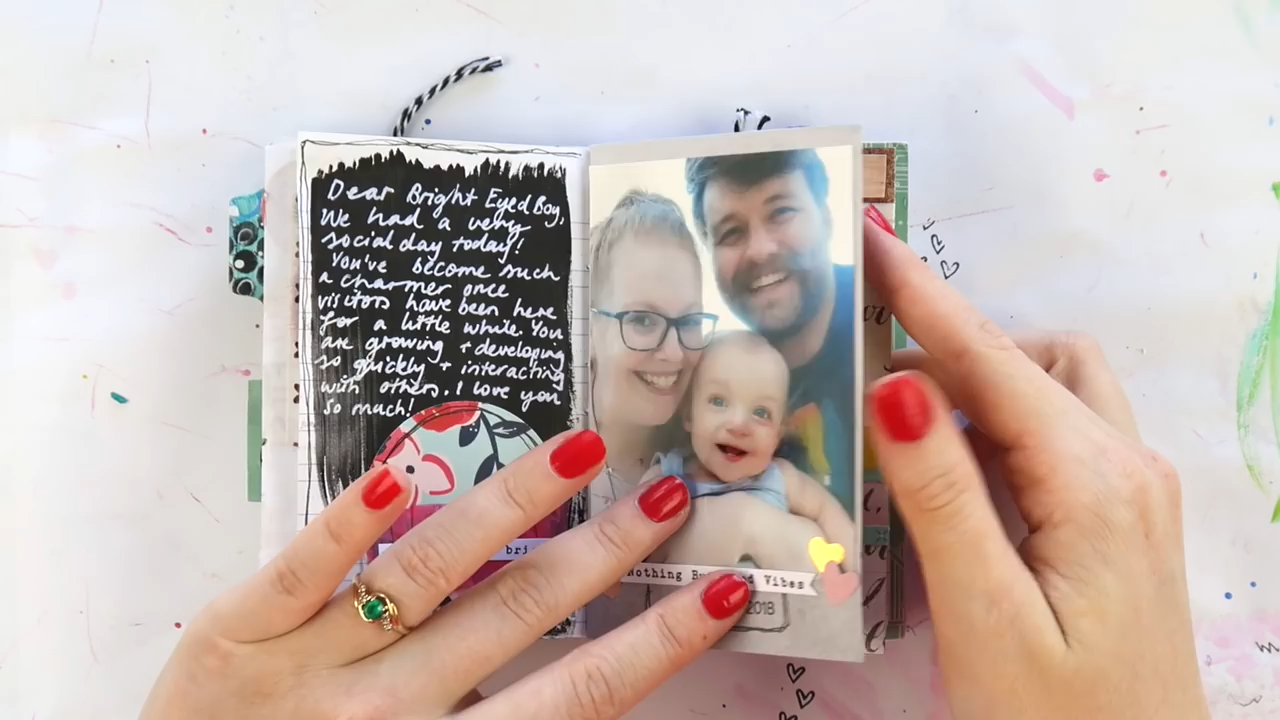 Dear Bright Eyed Boy,
We had a very
social day today!
You've become such
a charmer once
visitors have been here
for a little while. You
are growing + developing
so quickly + interacting
with others. I love you
so much!
Nothing Vibes
2018